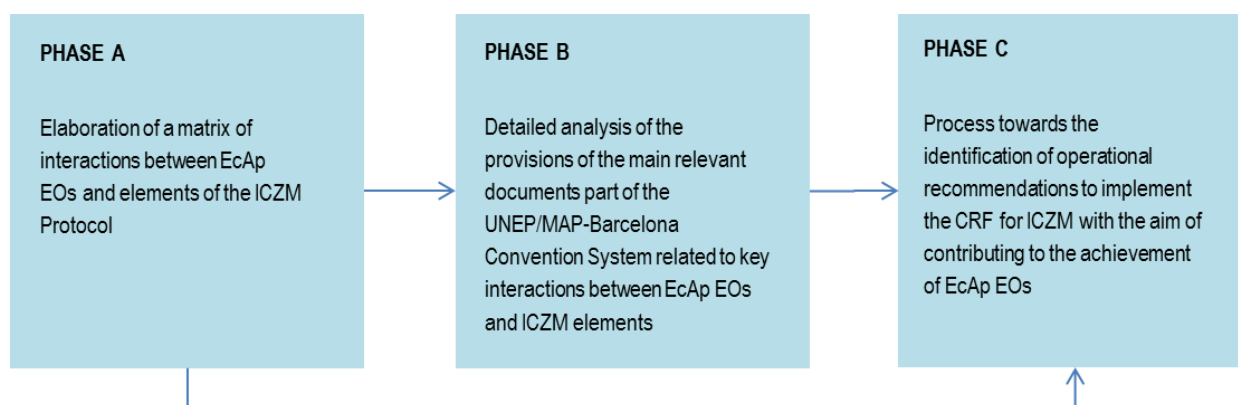 PHASE A
Elaboration of a matrix of
interactions between EcAp
EOs and elements of the ICZM
Protocol
PHASE B
Detailed analysis of the
provisions of the main relevant
documents part of the
UNEP/MAP-Barcelona
Convention System related to key
interactions between EcAp EOs
and ICZM elements
PHASE C
Process towards the
identification of operational
recommendations to implement
the CRF for ICZM with the aim of
contributing to the achievement
of EcAp EOs